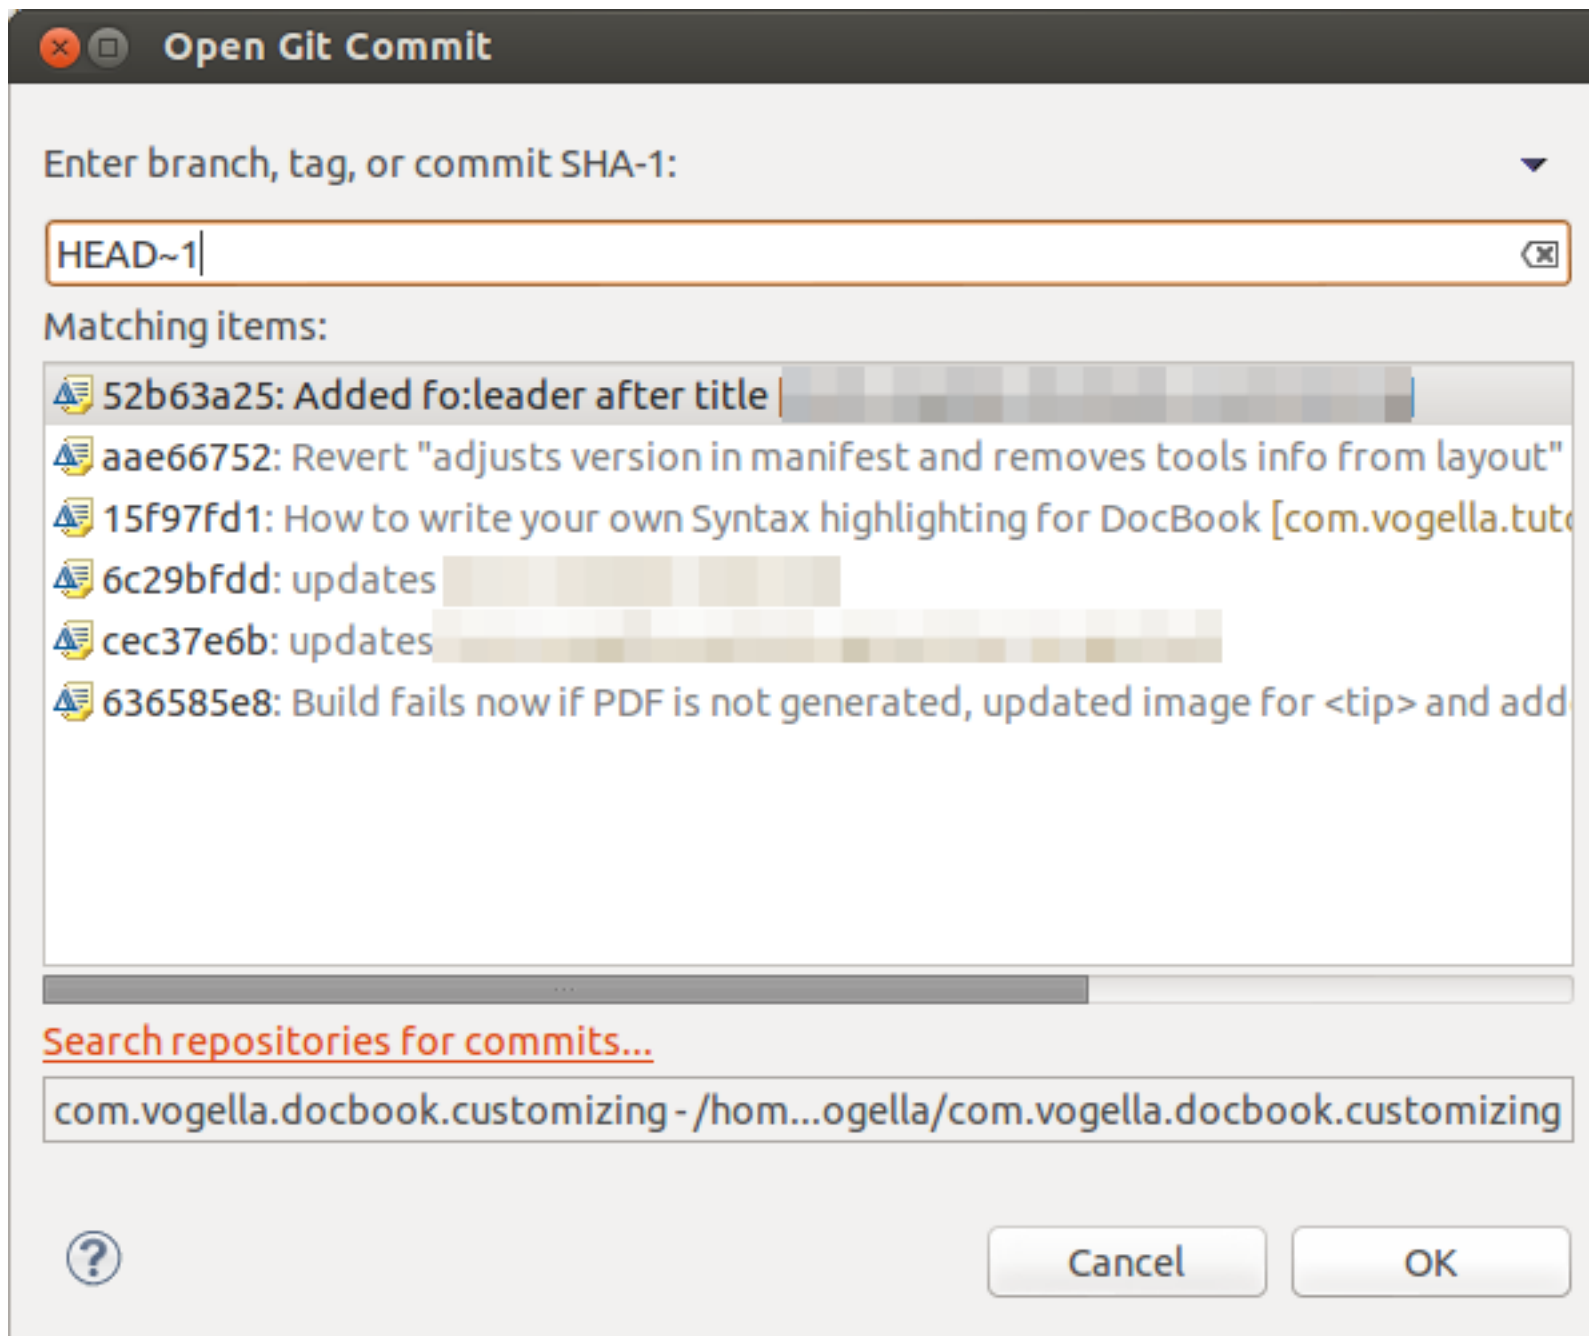 Open Git Commit
Enter branch, tag, or commit SHA-1:
HEAD~1
Matching items:
52b63a25: Added fo:leader after title
aae66752: Revert "adjusts version in manifest and removes tools info from layout"
15f97fd1: How to write your own Syntax highlighting for DocBook [com.vogella.tuto
6c29bfdd: updates
cec37e6b: updates
636585e8: Build fails now if PDF is not generated, updated image for <tip> and add
Search repositories for commits...
com.vogella.docbook.customizing - /hom...ogella/com.vogella.docbook.customizing
Cancel
OK